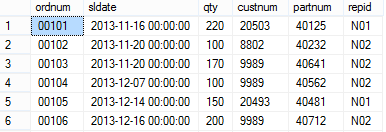 ordnum sldate qty custnum partnum repid
1 00101 2013-11-16 00:00:00 220 20503 40125 N01
2 00102 2013-11-20 00:00:00 100 8802 40232 N02
3 00103 2013-11-20 00:00:00 170 9989 40641 N02
4 00104 2013-12-07 00:00:00 100 9989 40562 N02
5 00105 2013-12-14 00:00:00 150 20493 40481 N01
6 00106 2013-12-16 00:00:00 200 9989 40712 N02